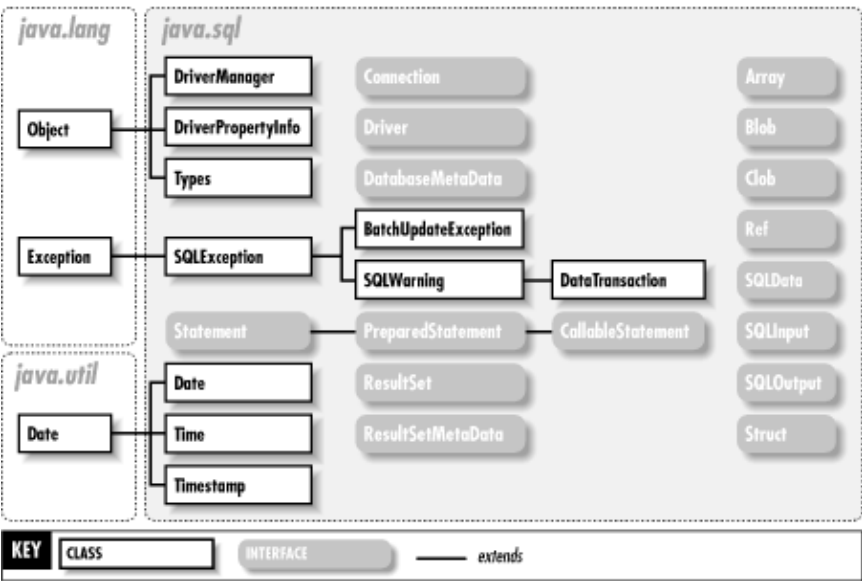 java.lang java.sql
DriverManager Connection Array
Object DriverPropertyInfo Driver Blob
Types DatabaseMetaData Clob
BatchUpdateException Ref
Exception SQLException
SQLWarning DataTransaction SQLData
Statement PreparedStatement CallableStatement SQLInput
java.util
Date ResultSet SQLOutput
Date Time ResultSetMetaData Struct
Timestamp
KEY CLASS INTERFACE extends